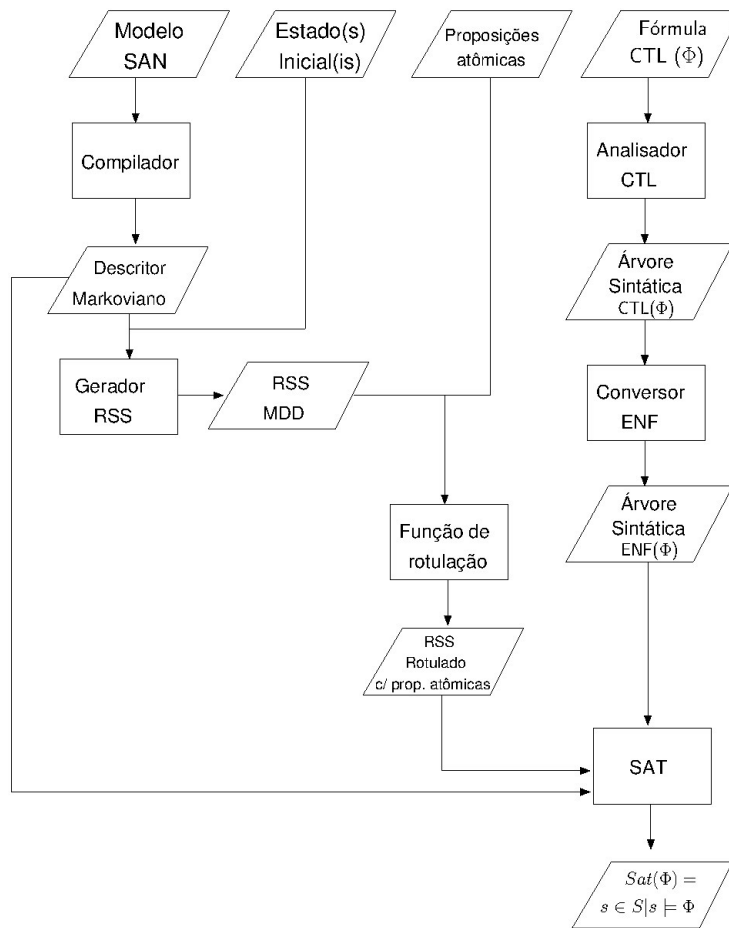 Modelo
SAN
Estado(s)
Inicial(is)
Proposições
atômicas
Fórmula
CTL (Φ)
Compilador
Analisador
CTL
Descritor
Markoviano
Árvore
Sintática
CTL(Φ)
Gerador
RSS
RSS
MDD
Conversor
ENF
Função de
rotulação
Árvore
Sintática
ENF(Φ)
RSS
Rotulado
c/ prop. atômicas
SAT
Sat(Φ) =
s ∈ S|s ⊨ Φ